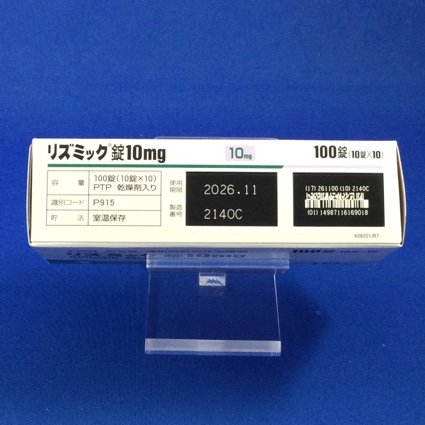 リズミック錠10mg
10mg
100錠(10錠×10)
容量 100錠(10錠×10)
PTP 乾燥剤入り
識別コード P915
貯法 室温保存
使用期限 2026.11
製造番号 2140C
(17) 261100 (10) 2140C
(01) 14987116169018